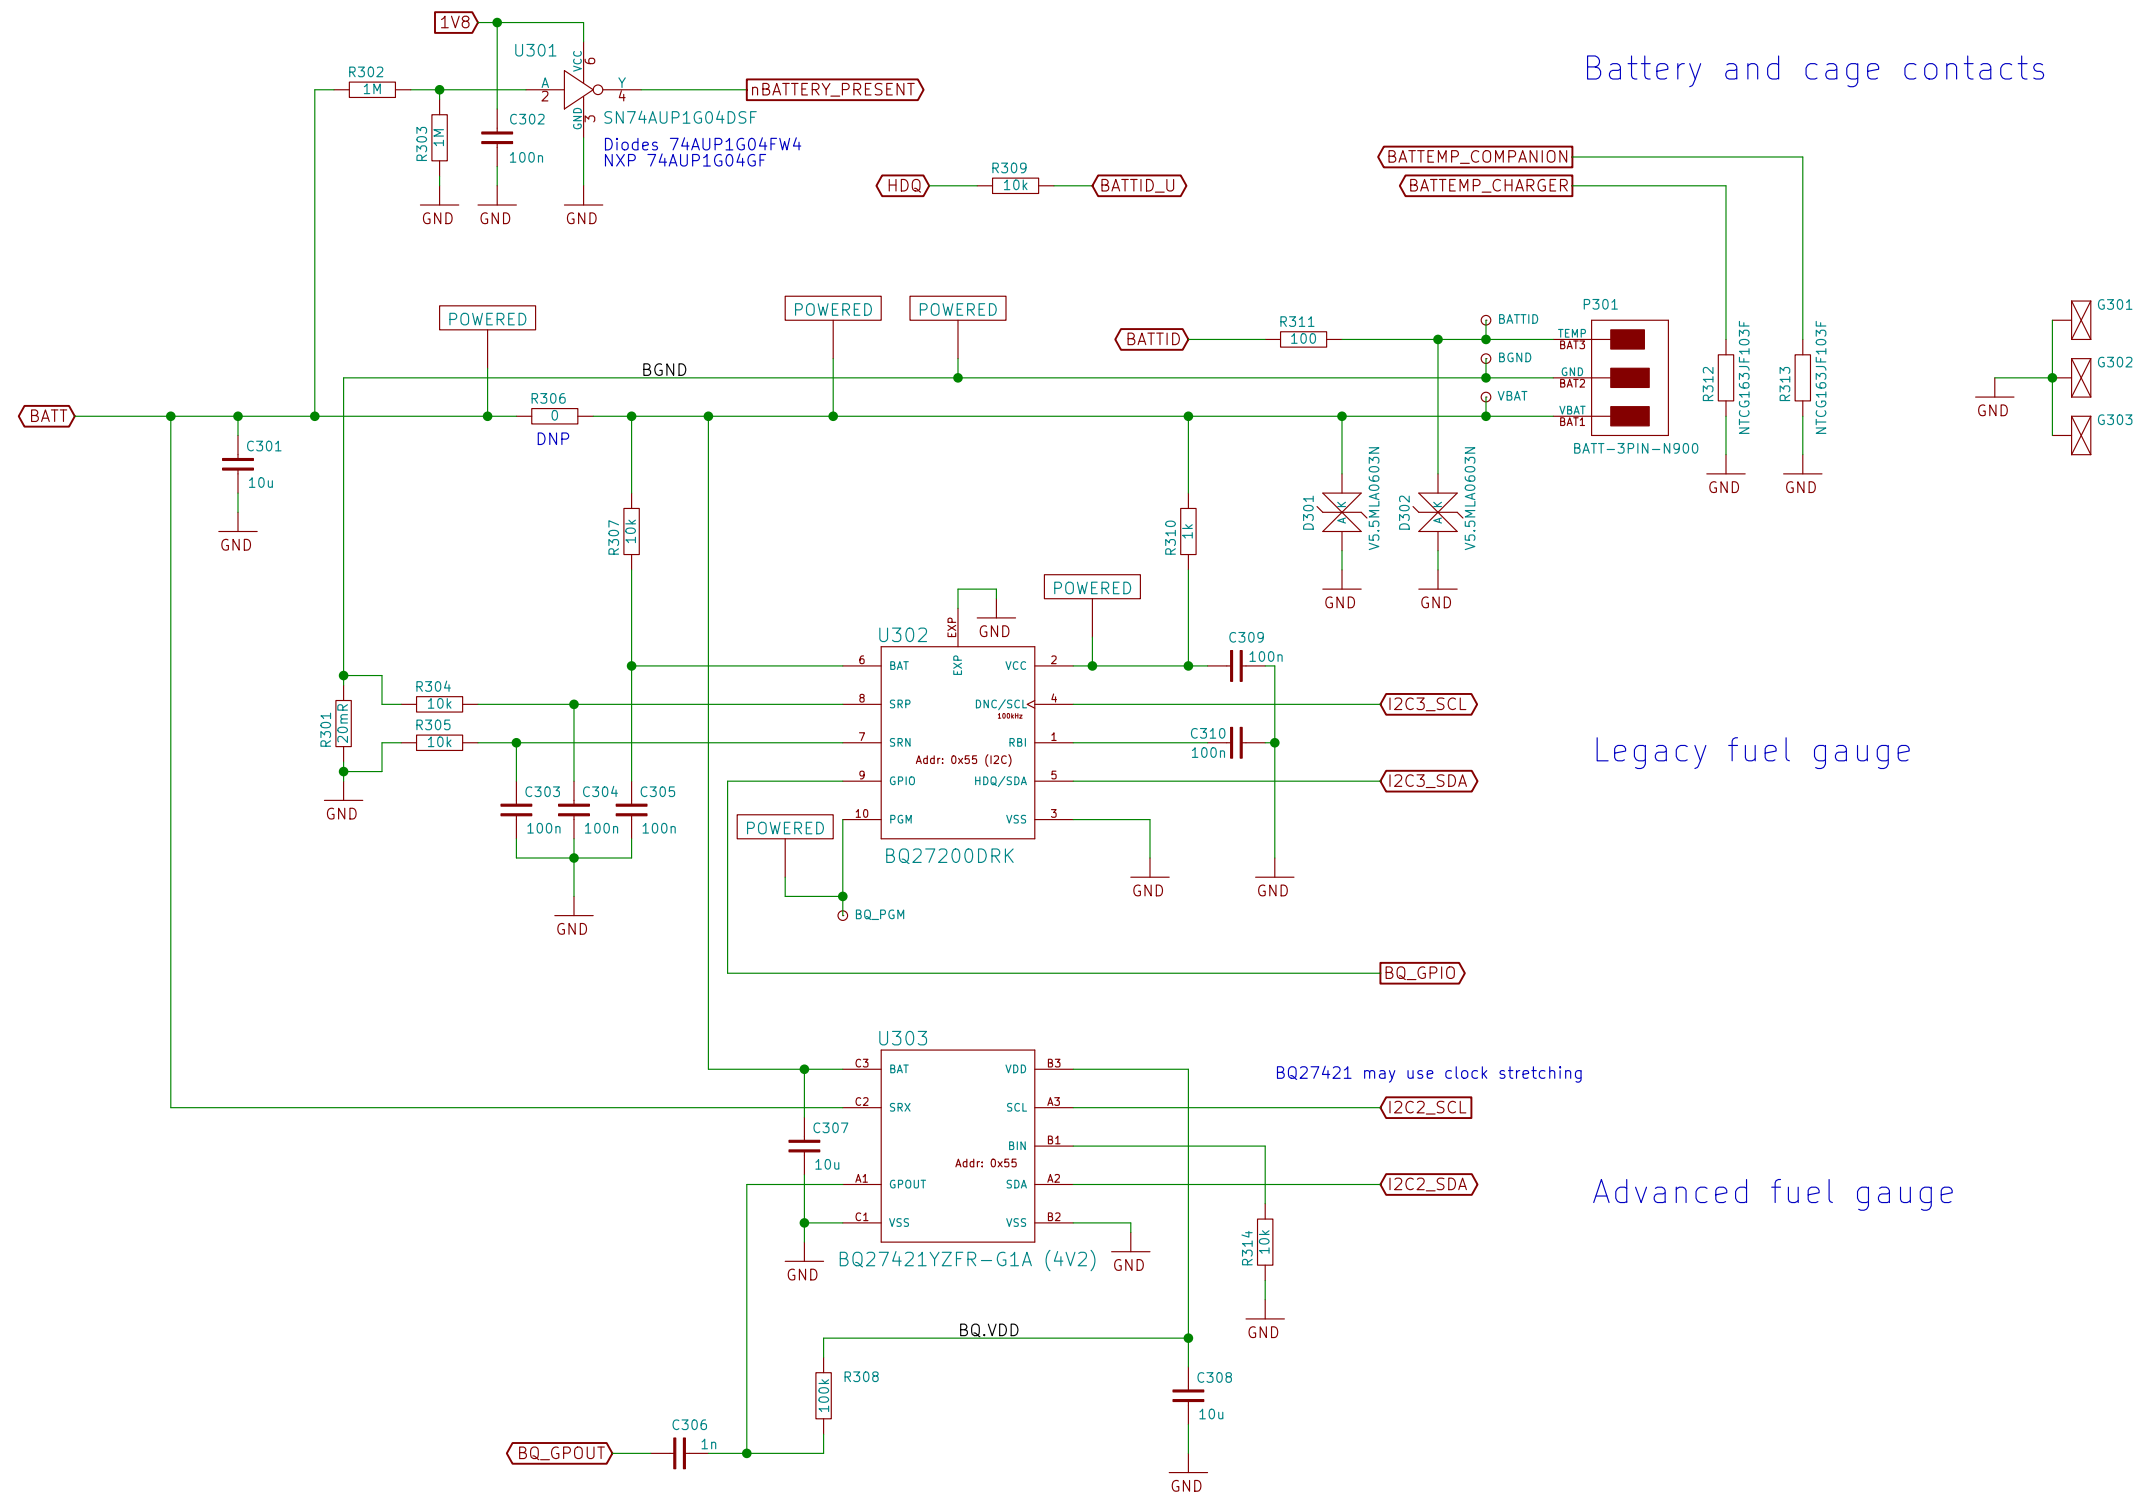 1V8
U301
VCC
6
R302
1M
A
2
Y
4
nBATTERY_PRESENT
GND
3
SN74AUP1G04DSF
Diodes 74AUP1G04FW4
NXP 74AUP1G04GF
R303
1M
C302
100n
GND
GND
GND
Battery and cage contacts
HDQ
R309
10k
BATTID_U
BATTEMP_COMPANION
BATTEMP_CHARGER
POWERED
POWERED
POWERED
BATTID
R311
100
BATTID
BGND
VBAT
P301
TEMP
BAT3
GND
BAT2
VBAT
BAT1
BATT-3PIN-N900
R312
NTCG163JF103F
R313
NTCG163JF103F
GND
GND
G301
G302
G303
GND
BGND
BATT
R306
0
DNP
C301
10u
GND
R307
10k
R310
1k
D301
A K
V5.5MLA0603N
D302
A K
V5.5MLA0603N
GND
GND
POWERED
GND
EXP
U302
EXP
6
BAT
8
SRP
7
SRN
9
GPIO
10
PGM
VCC
2
DNC/SCL
4
100kHz
RBI
1
Addr: 0x55 (I2C)
HDQ/SDA
5
VSS
3
BQ27200DRK
C309
100n
C310
100n
I2C3_SCL
I2C3_SDA
GND
GND
Legacy fuel gauge
R301
20mR
R304
10k
R305
10k
GND
C303
100n
C304
100n
C305
100n
GND
POWERED
BQ_PGM
BQ_GPIO
U303
C3
BAT
C2
SRX
A1
GPOUT
C1
VSS
VDD
B3
SCL
A3
BIN
B1
Addr: 0x55
SDA
A2
VSS
B2
BQ27421YZFR-G1A (4V2)
BQ27421 may use clock stretching
I2C2_SCL
I2C2_SDA
Advanced fuel gauge
C307
10u
GND
GND
R314
10k
GND
BQ.VDD
R308
100k
C308
10u
GND
C306
1n
BQ_GPOUT